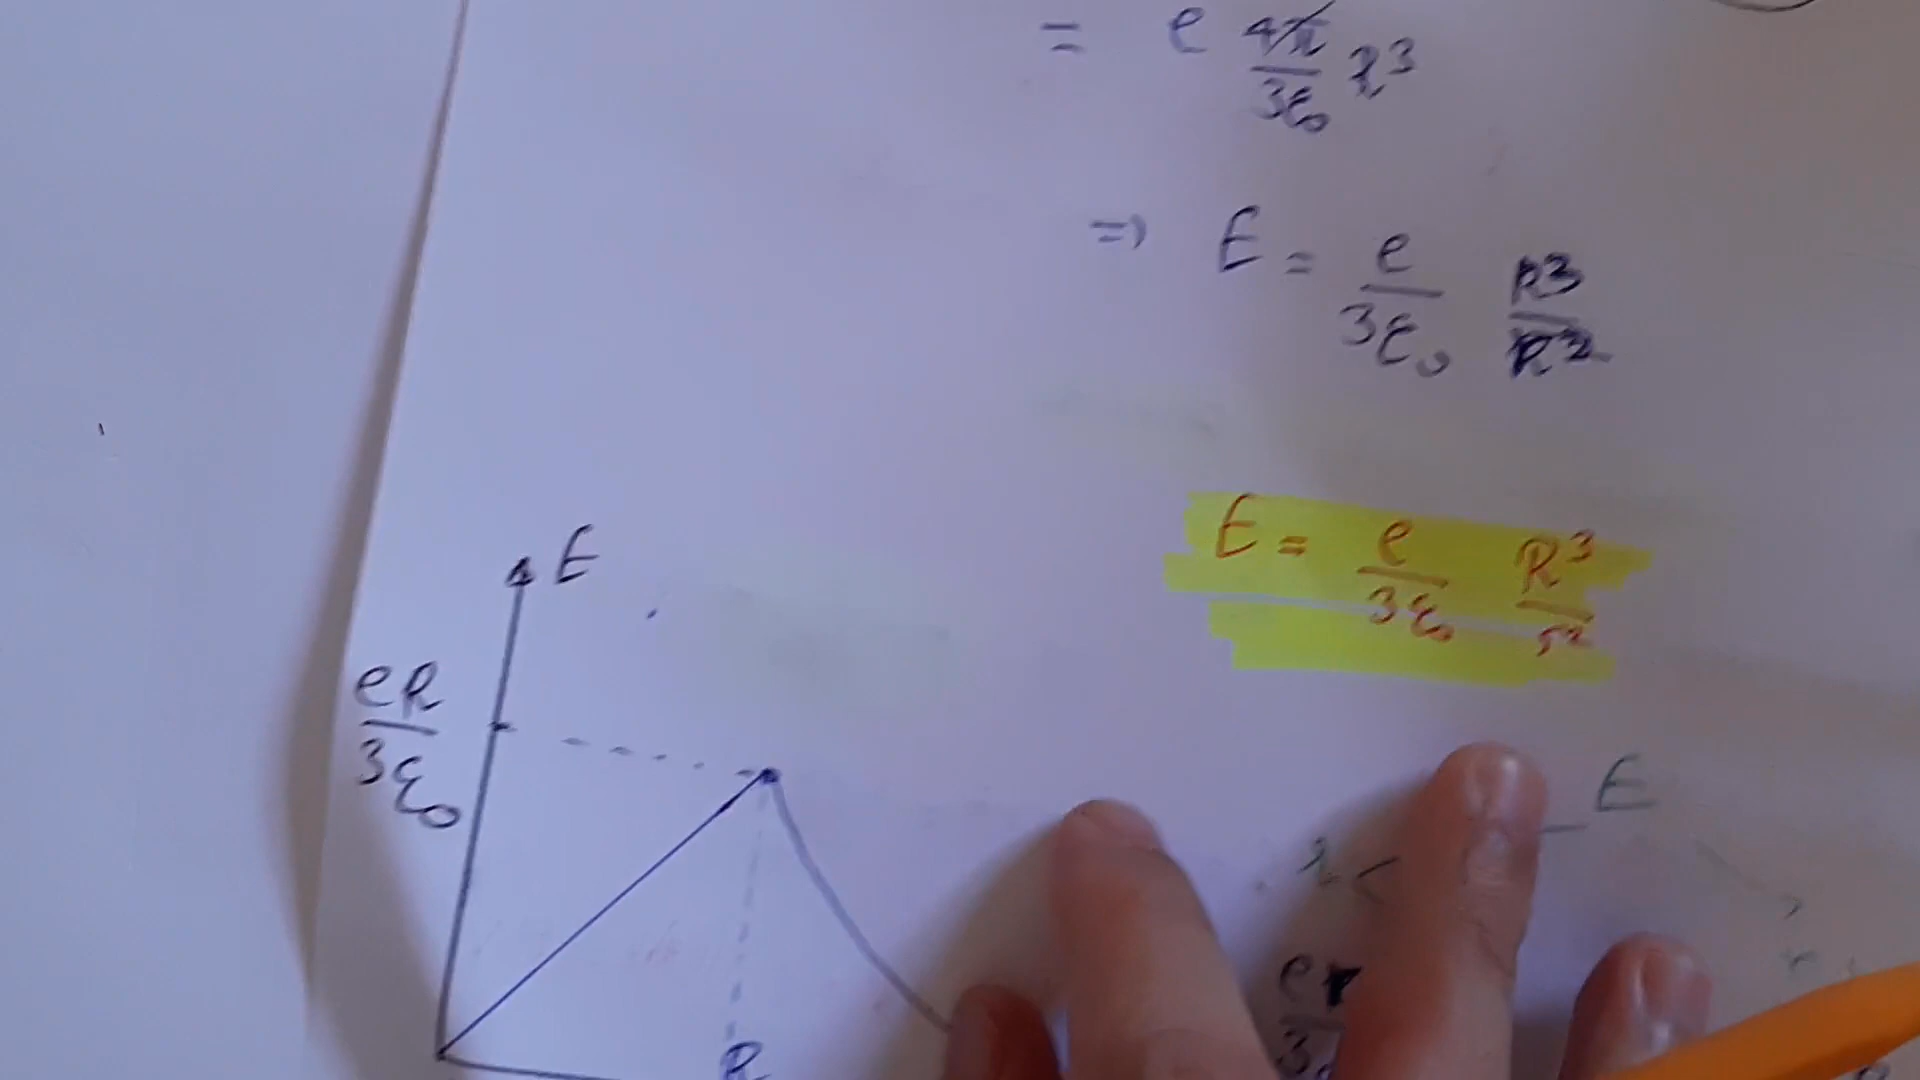 = e 4π/3ε₀ R³
=> E = e/3ε₀ R³/R²
E = e/3ε₀ R³/r²
E
eR/3ε₀
R
E
r <